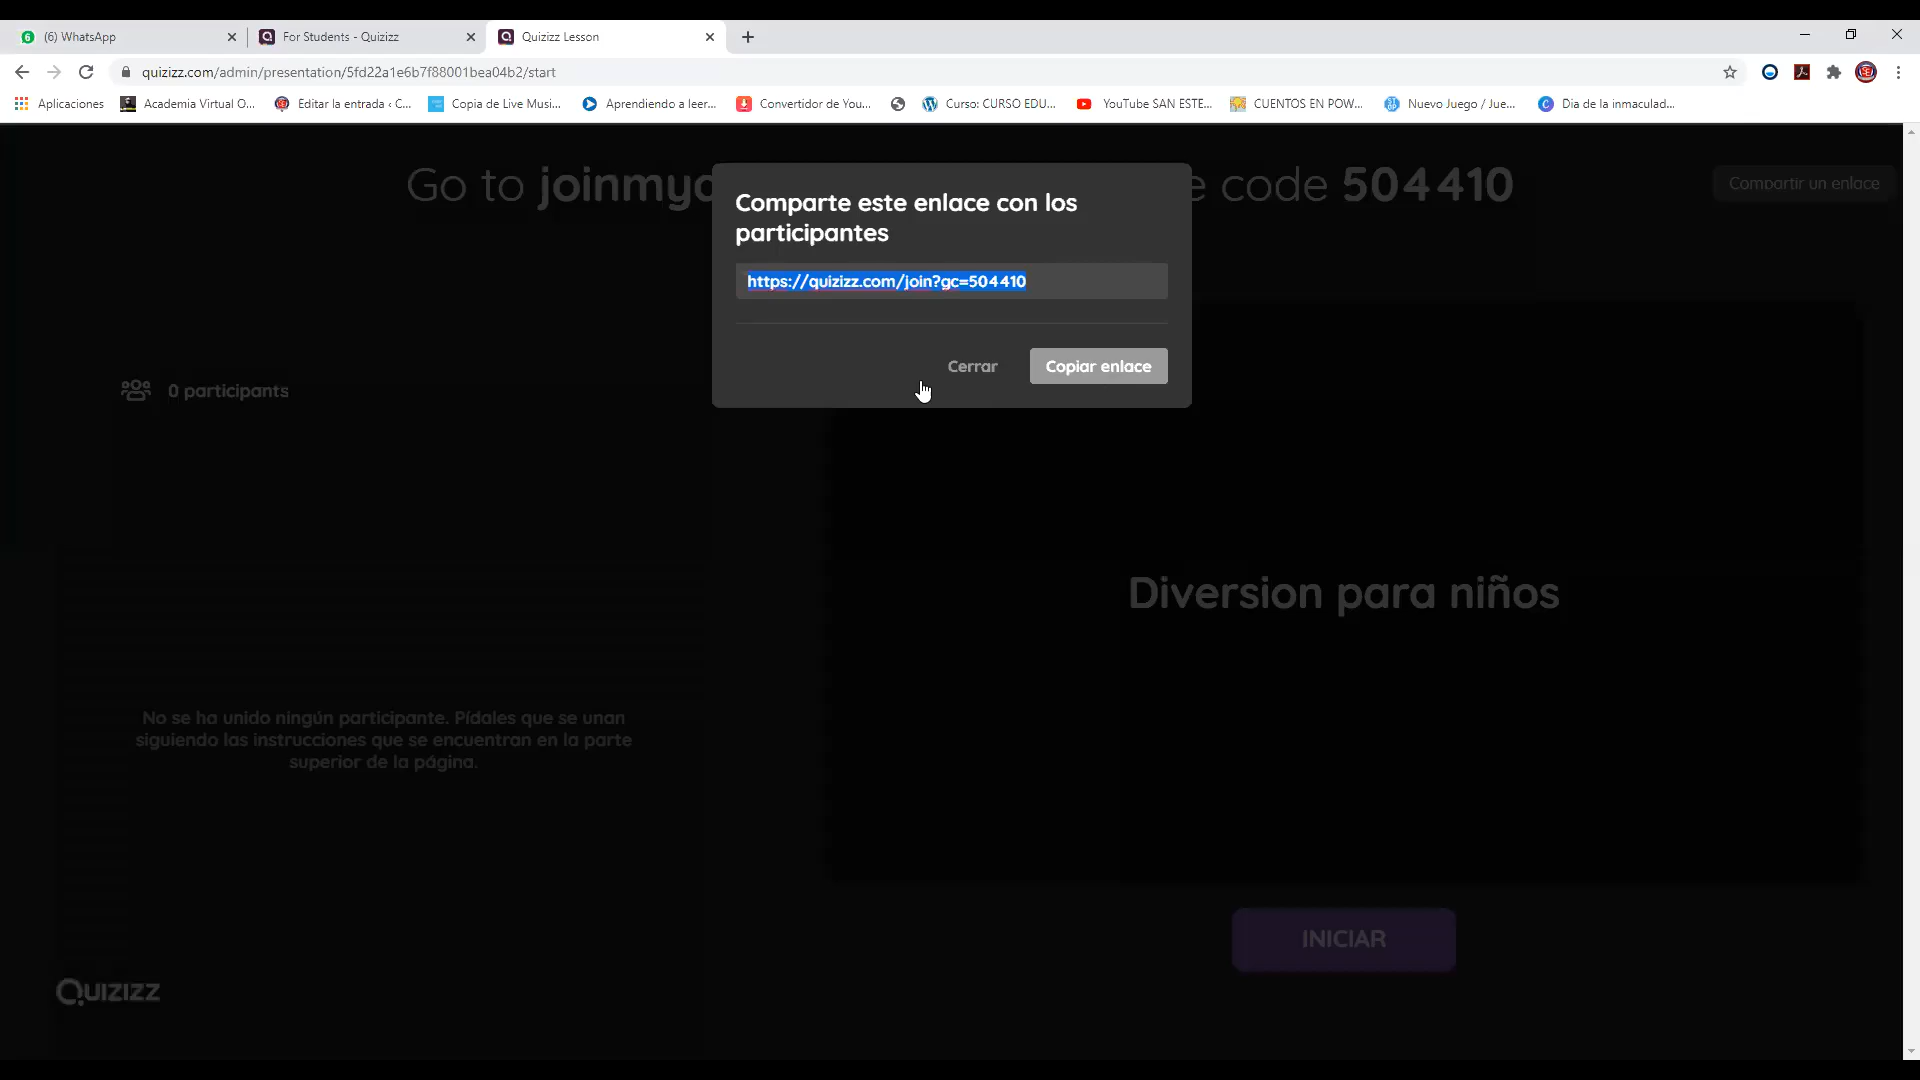 (6) WhatsApp
For Students - Quizizz
Quizizz Lesson
quizizz.com/admin/presentation/5fd22a1e6b7f88001bea04b2/start
Aplicaciones
Academia Virtual O...
Editar la entrada ‹ C...
Copia de Live Musi...
Aprendiendo a leer...
Convertidor de You...
Curso: CURSO EDU...
YouTube SAN ESTE...
CUENTOS EN POW...
Nuevo Juego / Jue...
Dia de la inmaculad...
Go to joinmyq
code 504410
Compartir un enlace
Comparte este enlace con los
participantes
https://quizizz.com/join?gc=504410
Cerrar
Copiar enlace
0 participants
Diversion para niños
No se ha unido ningún participante. Pídales que se unan
siguiendo las instrucciones que se encuentran en la parte
superior de la página.
INICIAR
Quizizz